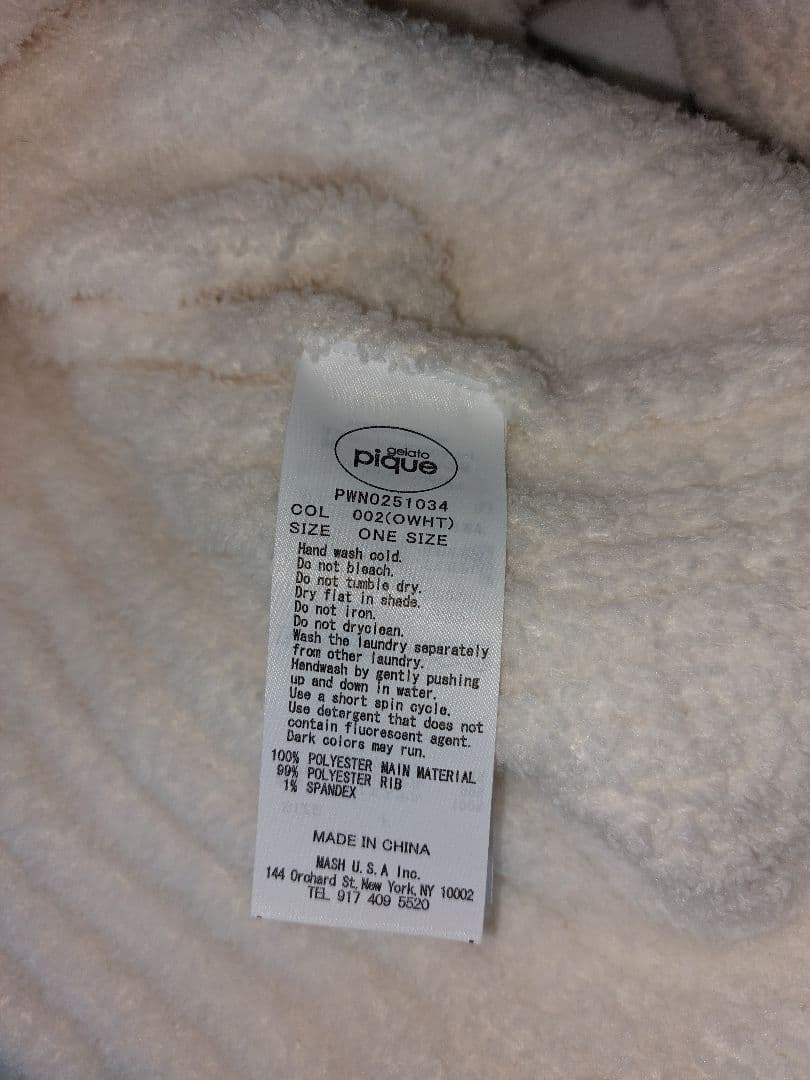 gelato
pique
PWNO251034
COL 002(OWHT)
SIZE ONE SIZE
Hand wash cold.
Do not bleach.
Do not tumble dry.
Dry flat in shade.
Do not iron.
Do not dryclean.
Wash the laundry separately
from other laundry.
Handwash by gently pushing
up and down in water.
Use a short spin cycle.
Use detergent that does not
contain fluorescent agent.
Dark colors may run.
100% POLYESTER MAIN MATERIAL
99% POLYESTER RIB
1% SPANDEX
MADE IN CHINA
MASH U.S.A Inc.
144 Orchard St, New York, NY 10002
TEL 917 409 5520